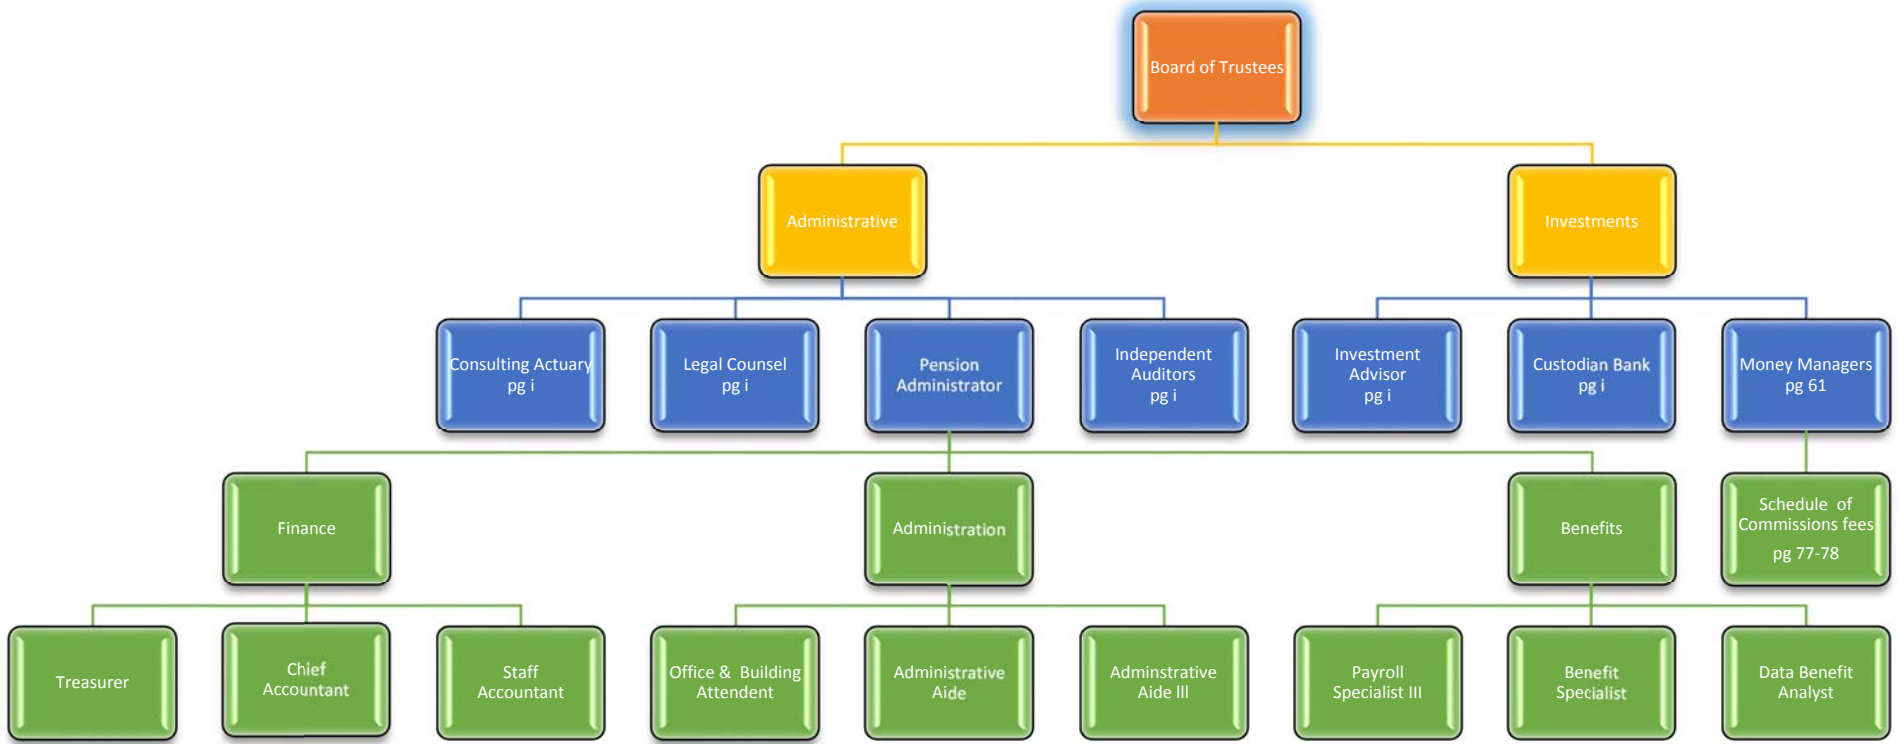 Board of Trustees
Administrative
Investments
Consulting Actuary
pg i
Legal Counsel
pg i
Pension
Administrator
Independent
Auditors
pg i
Investment
Advisor
pg i
Custodian Bank
pg i
Money Managers
pg 61
Finance
Administration
Benefits
Schedule of
Commissions fees
pg 77-78
Treasurer
Chief
Accountant
Staff
Accountant
Office & Building
Attendent
Administrative
Aide
Adminstrative
Aide lll
Payroll
Specialist III
Benefit
Specialist
Data Benefit
Analyst